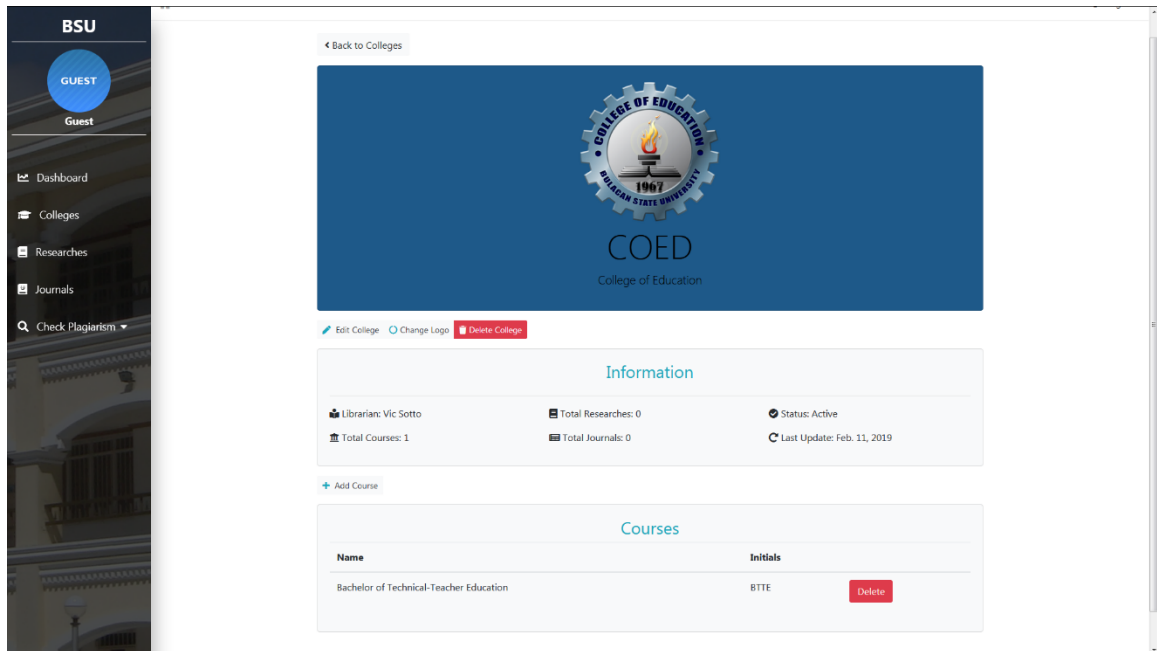 BSU
GUEST
Guest
Dashboard
Colleges
Researches
Journals
Check Plagiarism
Back to Colleges
COLLEGE OF EDUCATION
1967
BULACAN STATE UNIVERSITY
COED
College of Education
Edit College Change Logo Delete College
Information
Librarian: Vic Sotto Total Researches: 0 Status: Active
Total Courses: 1 Total Journals: 0 Last Update: Feb. 11, 2019
Add Course
Courses
Name Initials
Bachelor of Technical-Teacher Education BTTE Delete